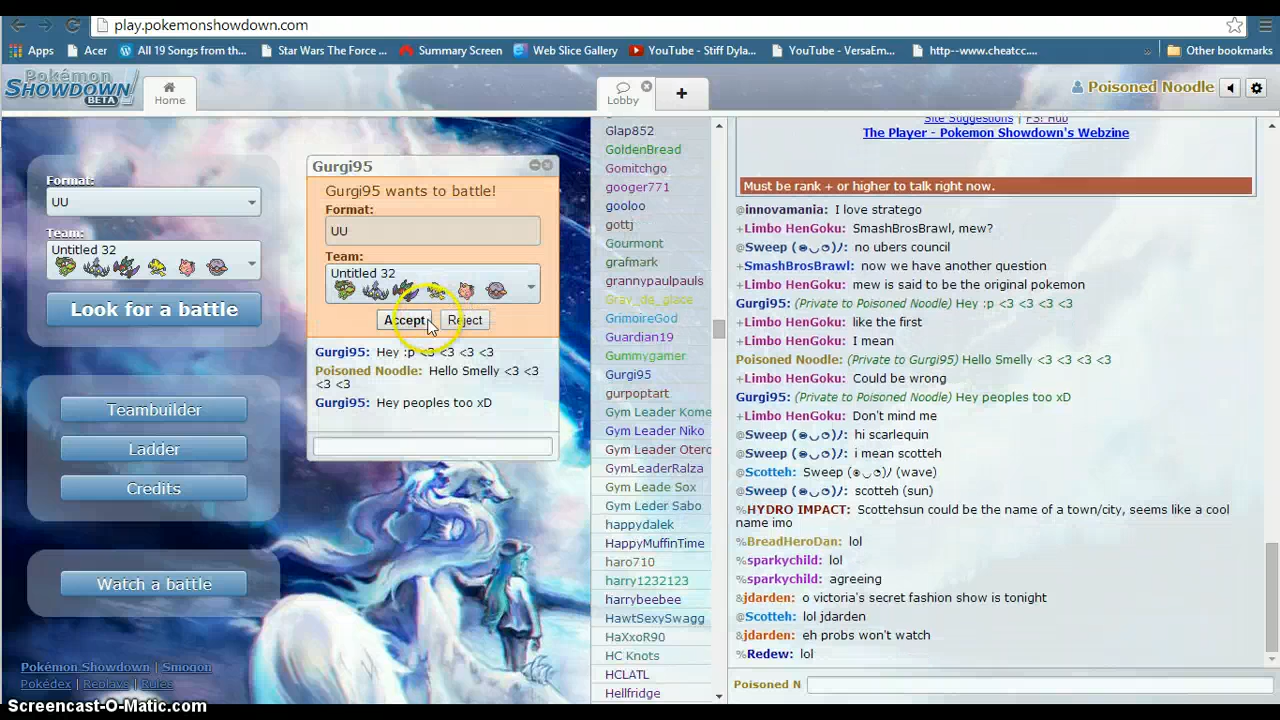 play.pokemonshowdown.com
Apps Acer All 19 Songs from th... Star Wars The Force ... Summary Screen Web Slice Gallery YouTube - Stiff Dyla... YouTube - VersaEm... http--www.cheatcc.... » Other bookmarks
Pokémon
SHOWDOWN
BETA
Home
Lobby
+
Poisoned Noodle
Format:
UU
Team:
Untitled 32
Look for a battle
Teambuilder
Ladder
Credits
Watch a battle
Pokémon Showdown | Smogon
Pokédex | Replays | Rules
Gurgi95
Gurgi95 wants to battle!
Format:
UU
Team:
Untitled 32
Accept Reject
Gurgi95: Hey :p <3 <3 <3 <3
Poisoned Noodle: Hello Smelly <3 <3
<3 <3
Gurgi95: Hey peoples too xD
Glap852
GoldenBread
Gomitchgo
googer771
gooloo
gottj
Gourmont
grafmark
grannypaulpauls
Gray_de_glace
GrimoireGod
Guardian19
Gummygamer
Gurgi95
gurpoptart
Gym Leader Kome
Gym Leader Niko
Gym Leader Otero
GymLeaderRalza
Gym Leade Sox
Gym Leder Sabo
happydalek
HappyMuffinTime
haro710
harry1232123
harrybeebee
HawtSexySwagg
HaXxoR90
HC Knots
HCLATL
Hellfridge
Site Suggestions | PS! Hub
The Player - Pokemon Showdown's Webzine
Must be rank + or higher to talk right now.
@innovamania: I love stratego
+Limbo HenGoku: SmashBrosBrawl, mew?
@Sweep (๑◡◔)ﾉ: no ubers council
+SmashBrosBrawl: now we have another question
+Limbo HenGoku: mew is said to be the original pokemon
Gurgi95: (Private to Poisoned Noodle) Hey :p <3 <3 <3 <3
+Limbo HenGoku: like the first
+Limbo HenGoku: I mean
Poisoned Noodle: (Private to Gurgi95) Hello Smelly <3 <3 <3 <3
+Limbo HenGoku: Could be wrong
Gurgi95: (Private to Poisoned Noodle) Hey peoples too xD
+Limbo HenGoku: Don't mind me
@Sweep (๑◡◔)ﾉ: hi scarlequin
@Sweep (๑◡◔)ﾉ: i mean scotteh
@Scotteh: Sweep (๑◡◔)ﾉ (wave)
@Sweep (๑◡◔)ﾉ: scotteh (sun)
%HYDRO IMPACT: Scottehsun could be the name of a town/city, seems like a cool
name imo
%BreadHeroDan: lol
%sparkychild: lol
%sparkychild: agreeing
&jdarden: o victoria's secret fashion show is tonight
@Scotteh: lol jdarden
&jdarden: eh probs won't watch
%Redew: lol
Poisoned N
Screencast-O-Matic.com